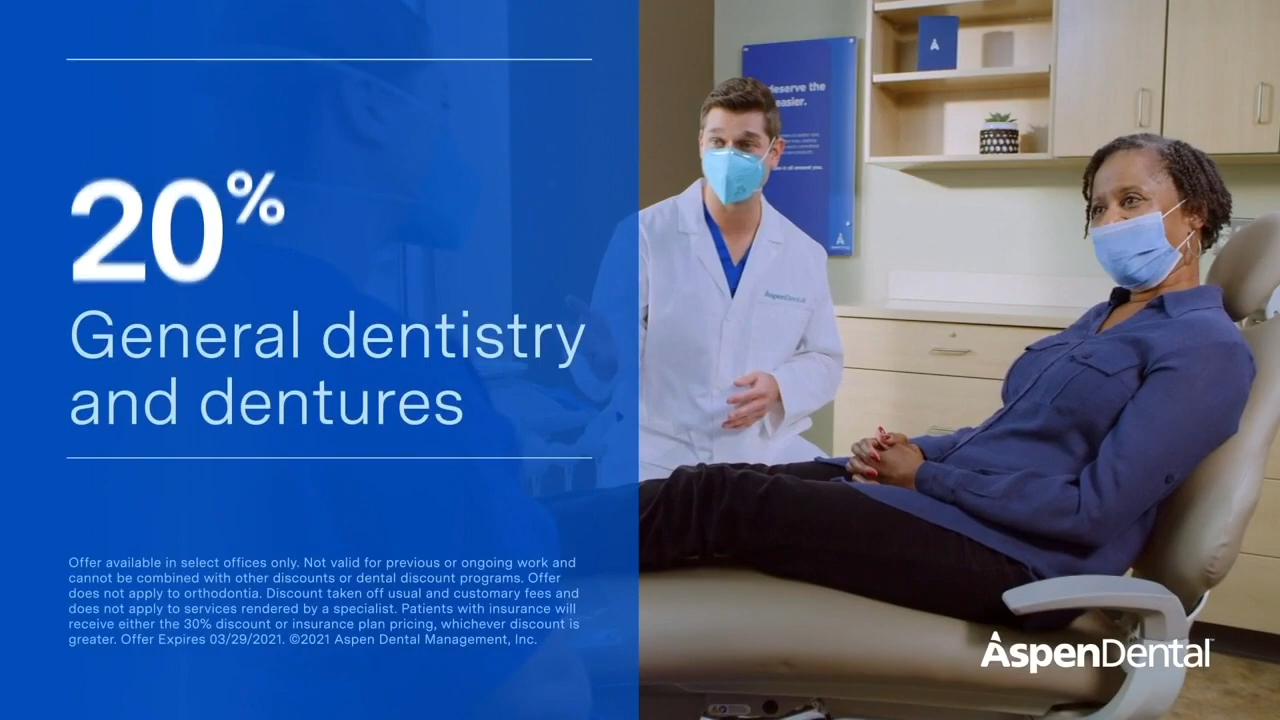 20%
General dentistry
and dentures
Offer available in select offices only. Not valid for previous or ongoing work and
cannot be combined with other discounts or dental discount programs. Offer
does not apply to orthodontia. Discount taken off usual and customary fees and
does not apply to services rendered by a specialist. Patients with insurance will
receive either the 30% discount or insurance plan pricing, whichever discount is
greater. Offer Expires 03/29/2021. ©2021 Aspen Dental Management, Inc.
deserve the
easier.
AspenDental
AspenDental